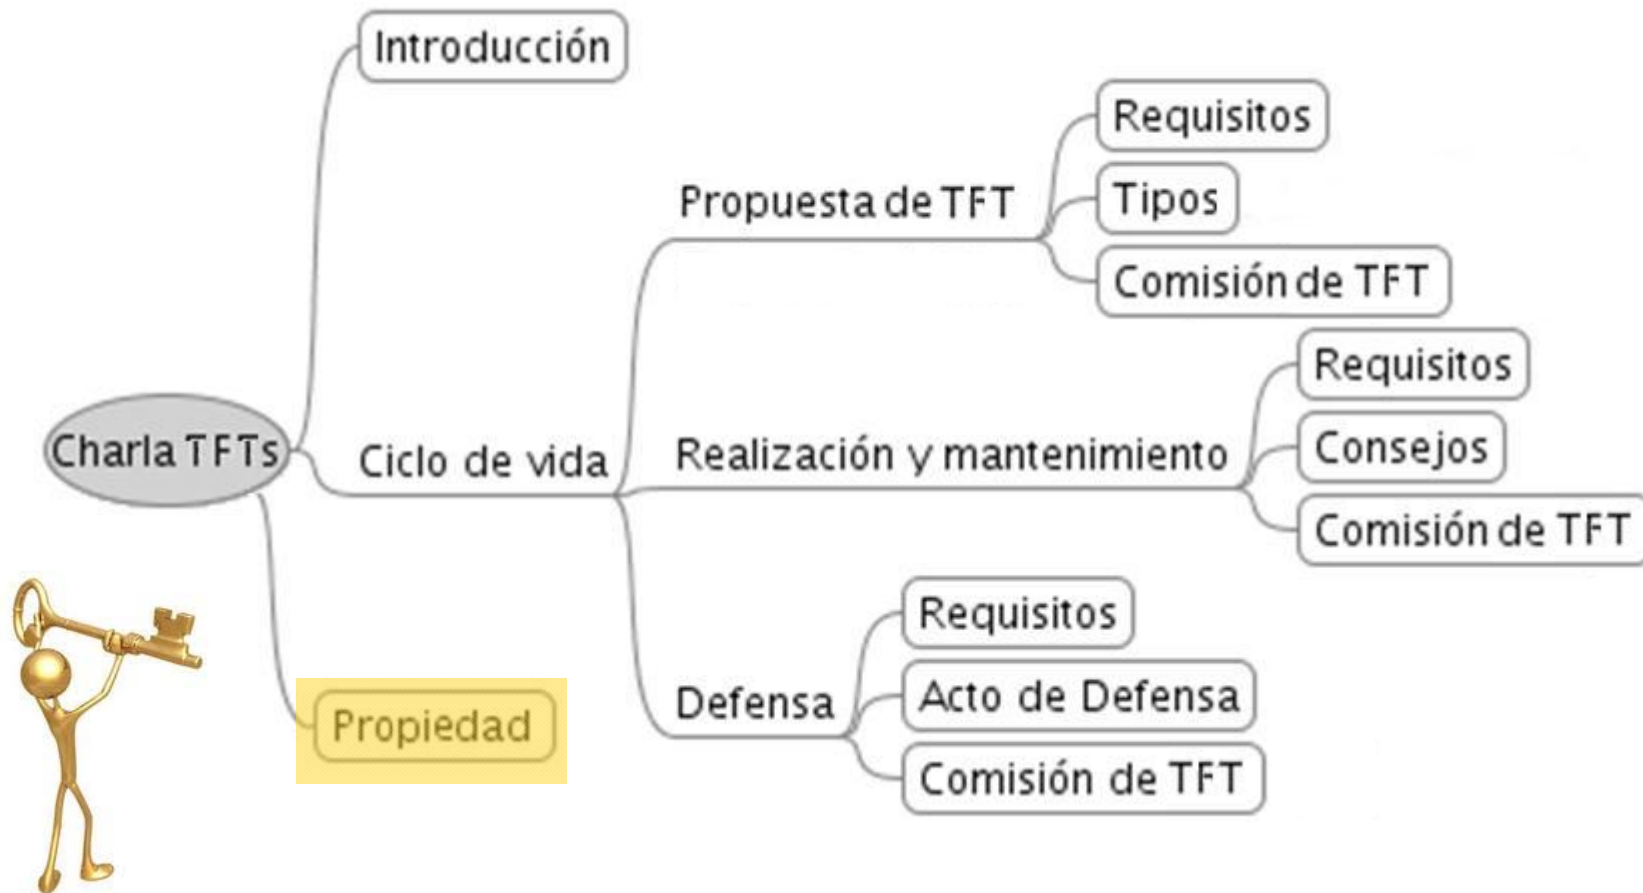 Introducción
Requisitos
Propuesta de TFT
Tipos
Comisión de TFT
Requisitos
Charla TFTs
Ciclo de vida
Realización y mantenimiento
Consejos
Comisión de TFT
Requisitos
Propiedad
Defensa
Acto de Defensa
Comisión de TFT